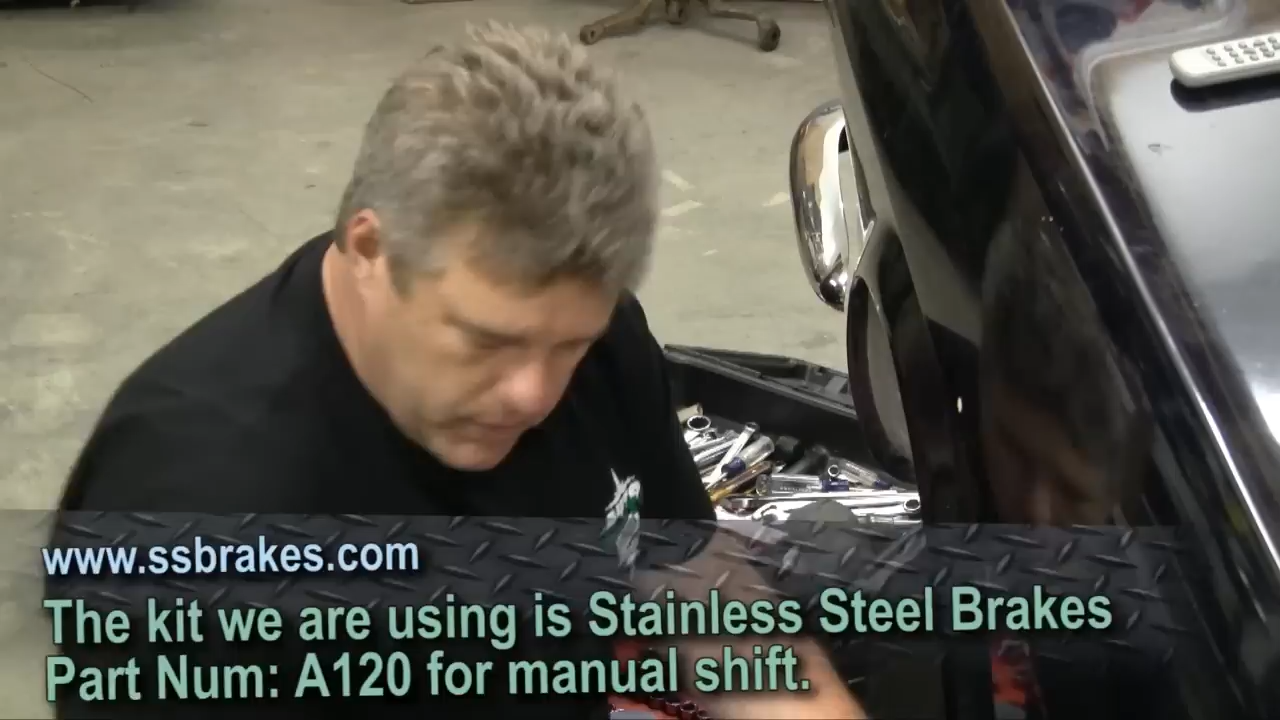 www.ssbrakes.com
The kit we are using is Stainless Steel Brakes
Part Num: A120 for manual shift.